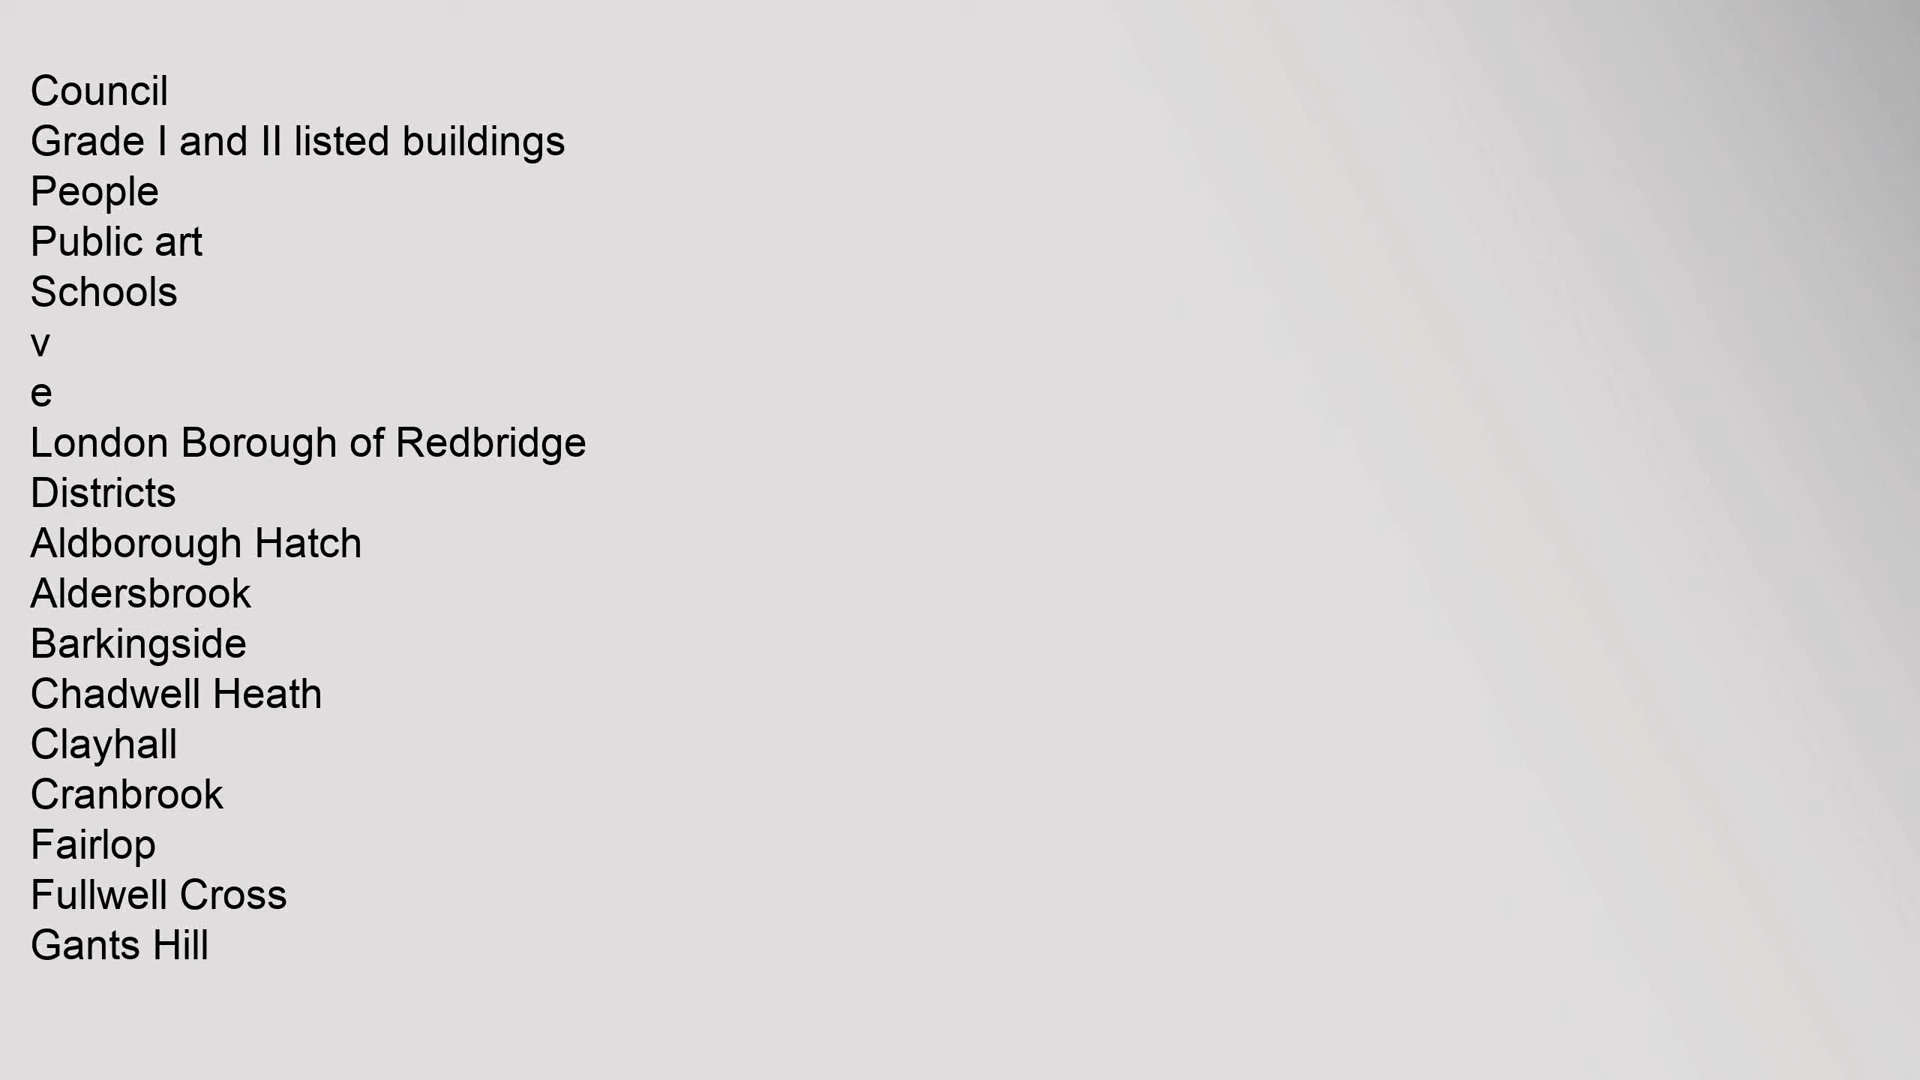 Council
Grade I and II listed buildings
People
Public art
Schools
v
e
London Borough of Redbridge
Districts
Aldborough Hatch
Aldersbrook
Barkingside
Chadwell Heath
Clayhall
Cranbrook
Fairlop
Fullwell Cross
Gants Hill